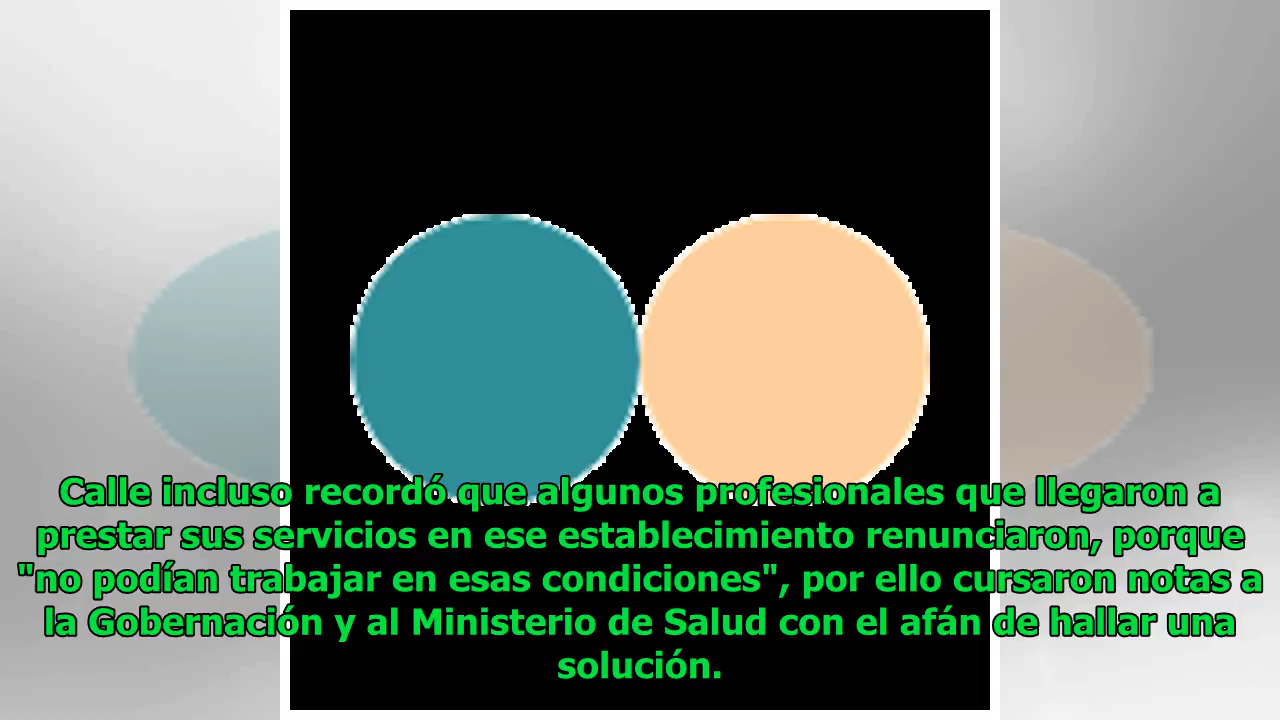 Calle incluso recordó que algunos profesionales que llegaron a
prestar sus servicios en ese establecimiento renunciaron, porque
"no podían trabajar en esas condiciones", por ello cursaron notas a
la Gobernación y al Ministerio de Salud con el afán de hallar una
solución.